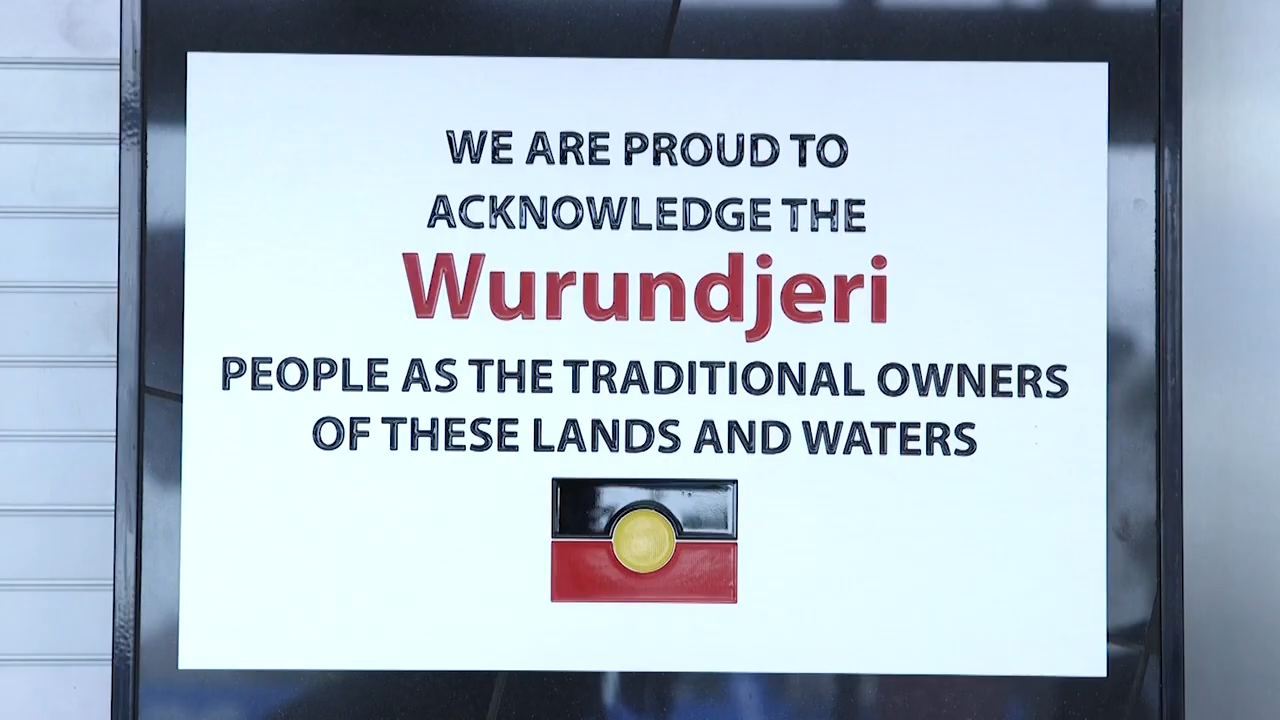 WE ARE PROUD TO
ACKNOWLEDGE THE
Wurundjeri
PEOPLE AS THE TRADITIONAL OWNERS
OF THESE LANDS AND WATERS